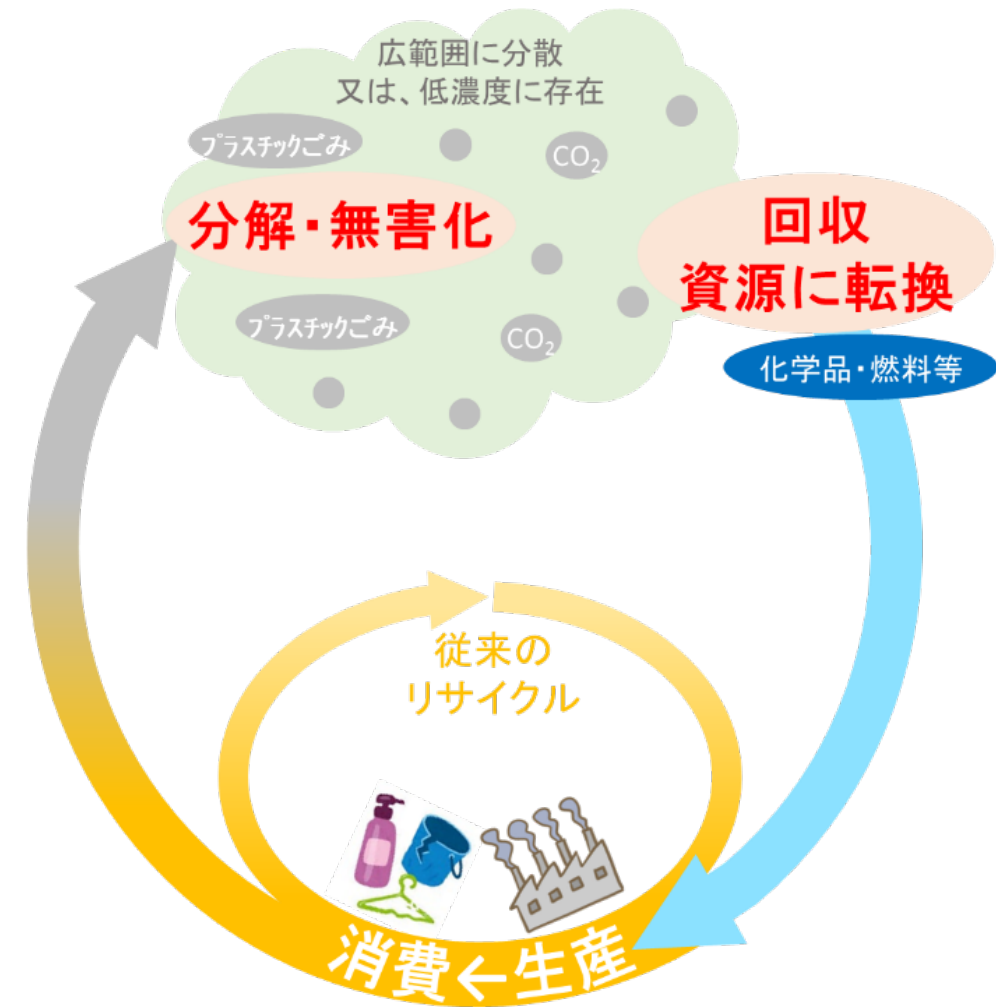 広範囲に分散
又は、低濃度に存在
プラスチックごみ
CO₂
分解・無害化
回収
資源に転換
プラスチックごみ
CO₂
化学品・燃料等
従来の
リサイクル
消費←生産